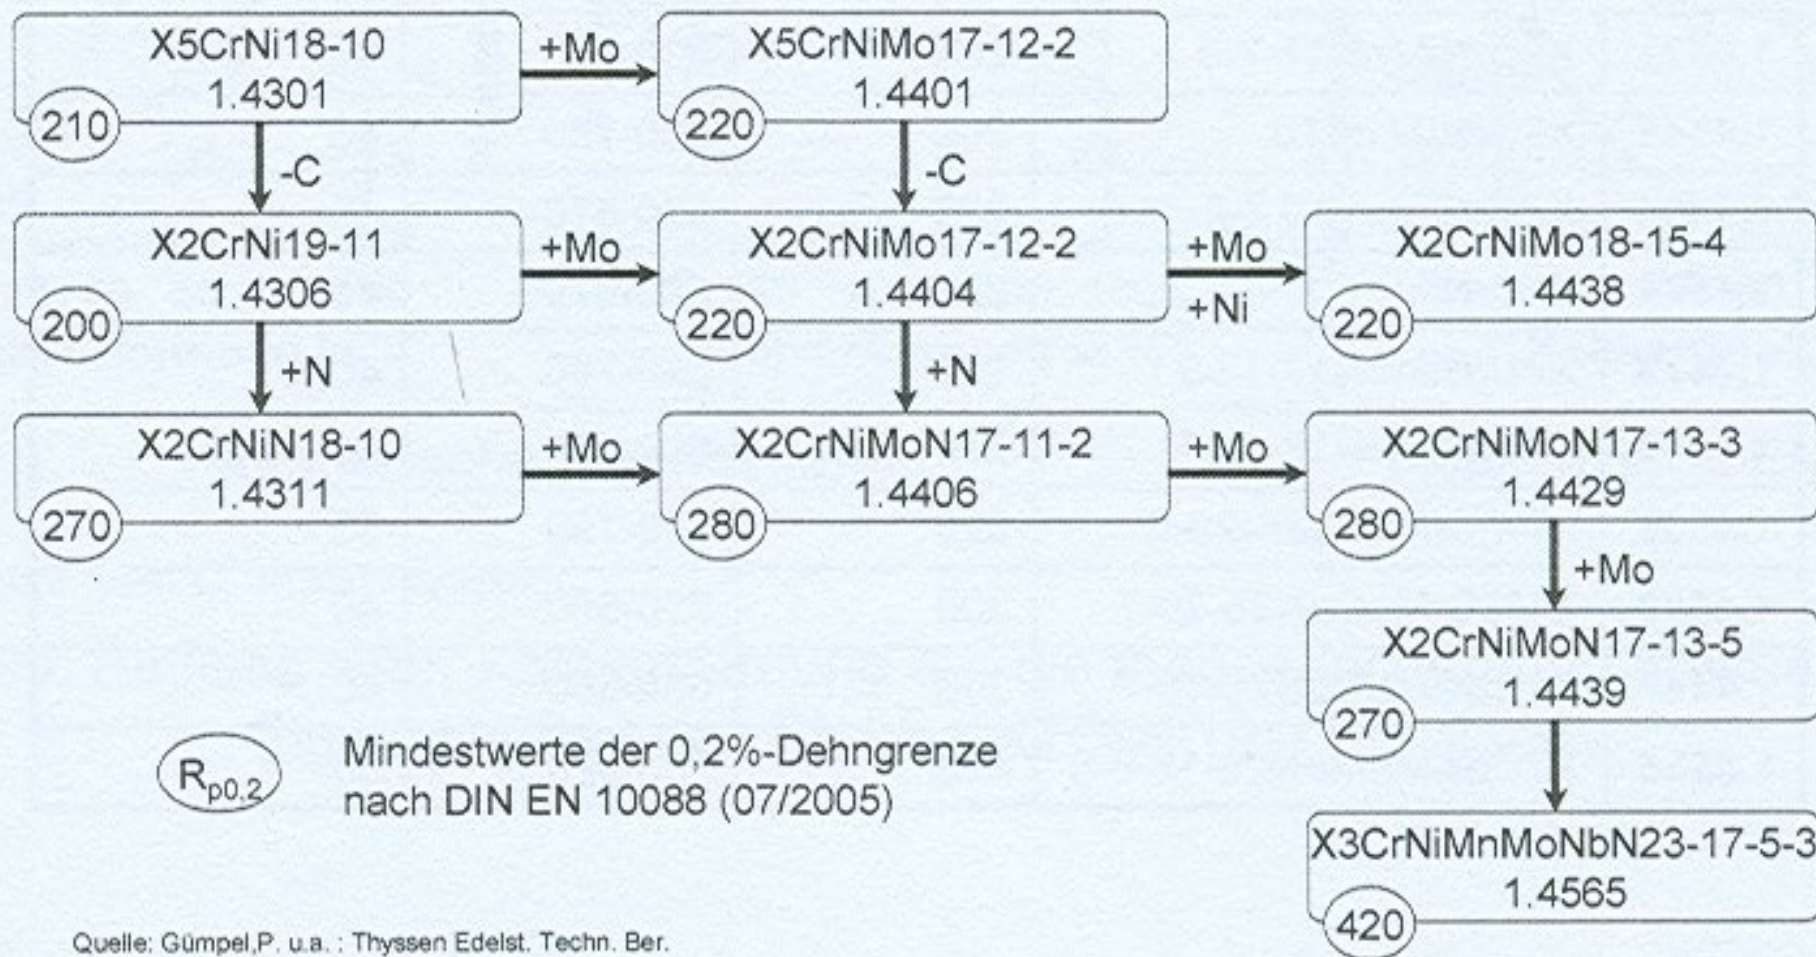 X5CrNi18-10
1.4301
210
+Mo
X5CrNiMo17-12-2
1.4401
220
-C
-C
X2CrNi19-11
1.4306
200
+Mo
X2CrNiMo17-12-2
1.4404
220
+Mo
+Ni
X2CrNiMo18-15-4
1.4438
220
+N
+N
X2CrNiN18-10
1.4311
270
+Mo
X2CrNiMoN17-11-2
1.4406
280
+Mo
X2CrNiMoN17-13-3
1.4429
280
+Mo
X2CrNiMoN17-13-5
1.4439
270
Rp0,2
Mindestwerte der 0,2%-Dehngrenze
nach DIN EN 10088 (07/2005)
X3CrNiMnMoNbN23-17-5-3
1.4565
420
Quelle: Gümpel,P. u.a. : Thyssen Edelst. Techn. Ber.